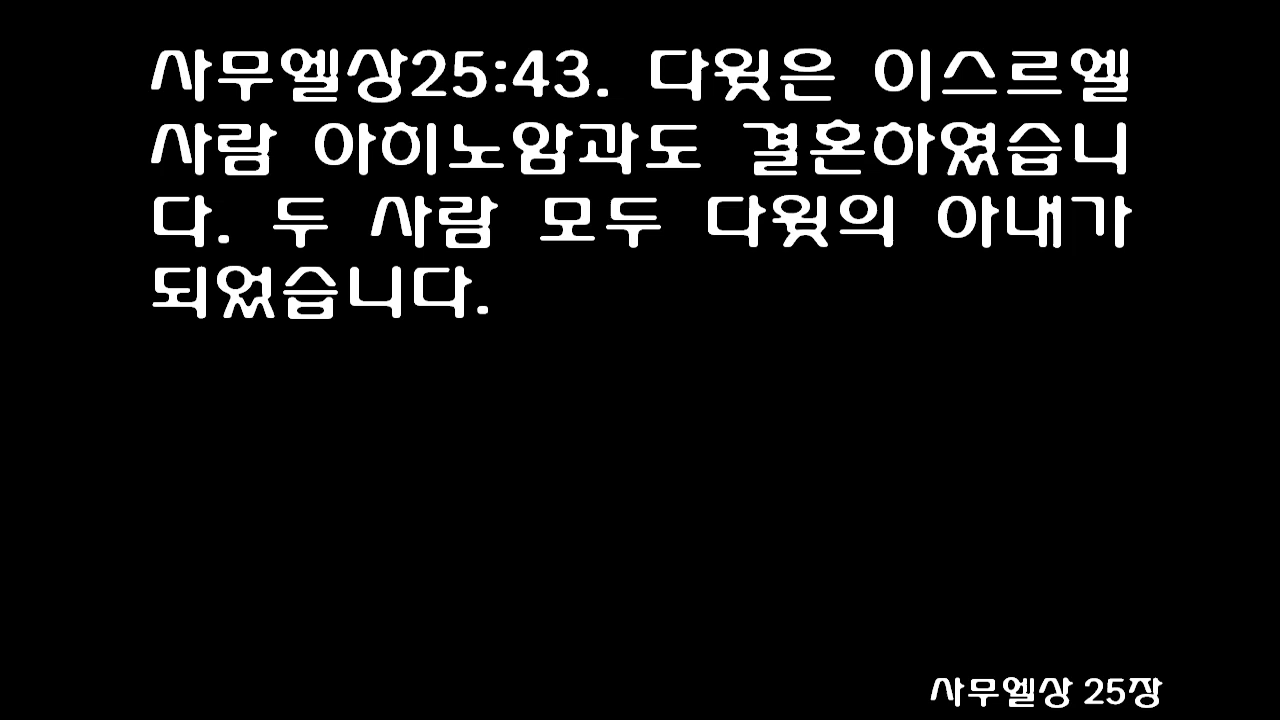 사무엘상25:43. 다윗은 이스르엘
사람 아히노암과도 결혼하였습니
다. 두 사람 모두 다윗의 아내가
되었습니다.
사무엘상 25장